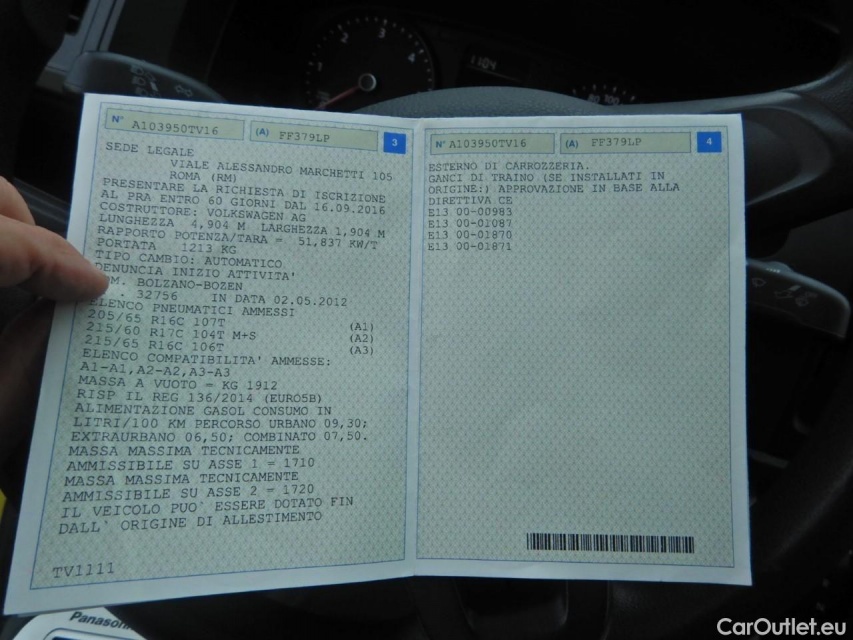 N° A103950TV16
(A) FF379LP
3
SEDE LEGALE
VIALE ALESSANDRO MARCHETTI 105
ROMA (RM)
PRESENTARE LA RICHIESTA DI ISCRIZIONE
AL PRA ENTRO 60 GIORNI DAL 16.09.2016
COSTRUTTORE: VOLKSWAGEN AG
LUNGHEZZA 4,904 M LARGHEZZA 1,904 M
RAPPORTO POTENZA/TARA = 51,837 KW/T
PORTATA 1213 KG
TIPO CAMBIO: AUTOMATICO
DENUNCIA INIZIO ATTIVITA'
OM. BOLZANO-BOZEN
. 32756 IN DATA 02.05.2012
ELENCO PNEUMATICI AMMESSI
205/65 R16C 107T (A1)
215/60 R17C 104T M+S (A2)
215/65 R16C 106T (A3)
ELENCO COMPATIBILITA' AMMESSE:
A1-A1,A2-A2,A3-A3
MASSA A VUOTO = KG 1912
RISP IL REG 136/2014 (EURO5B)
ALIMENTAZIONE GASOL CONSUMO IN
LITRI/100 KM PERCORSO URBANO 09,30;
EXTRAURBANO 06,50; COMBINATO 07,50.
MASSA MASSIMA TECNICAMENTE
AMMISSIBILE SU ASSE 1 = 1710
MASSA MASSIMA TECNICAMENTE
AMMISSIBILE SU ASSE 2 = 1720
IL VEICOLO PUO' ESSERE DOTATO FIN
DALL' ORIGINE DI ALLESTIMENTO
TV1111
N° A103950TV16
(A) FF379LP
4
ESTERNO DI CARROZZERIA.
GANCI DI TRAINO (SE INSTALLATI IN
ORIGINE:) APPROVAZIONE IN BASE ALLA
DIRETTIVA CE
E13 00-00983
E13 00-01087
E13 00-01870
E13 00-01871
Panasoni
CarOutlet.eu